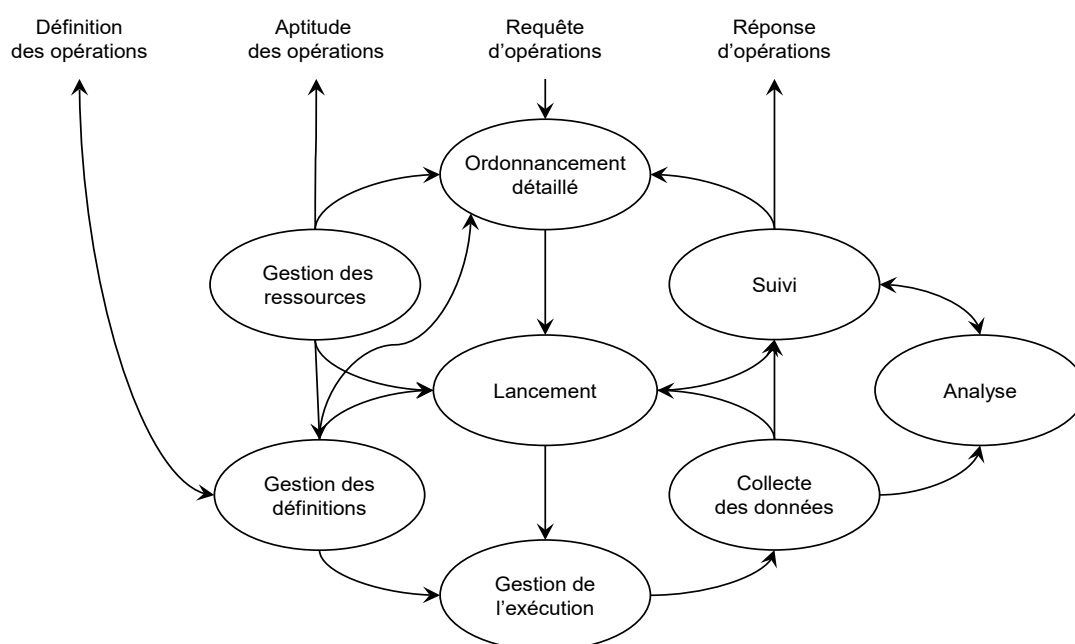 Définition
des opérations
Aptitude
des opérations
Requête
d’opérations
Réponse
d’opérations
Ordonnancement
détaillé
Gestion des
ressources
Suivi
Lancement
Analyse
Gestion des
définitions
Collecte
des données
Gestion de
l’exécution